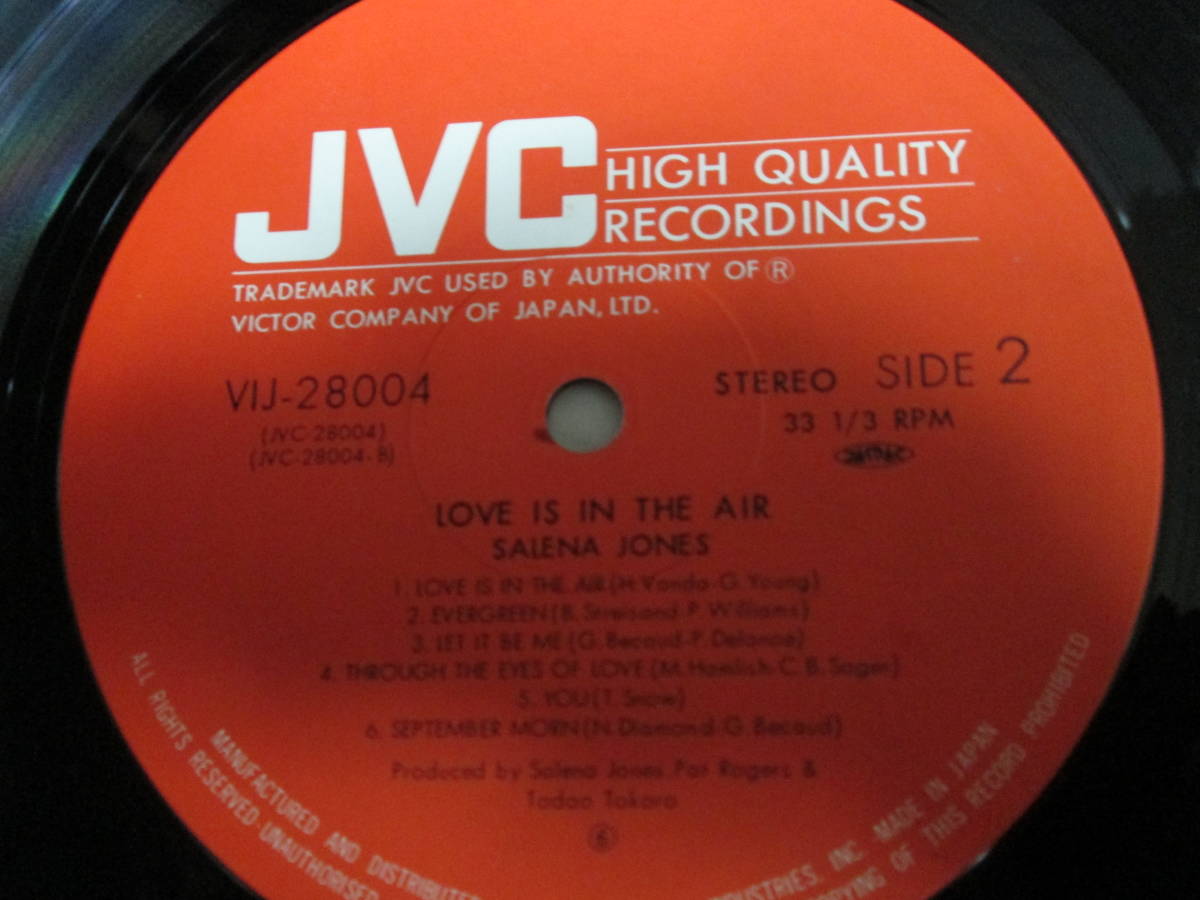 JVC HIGH QUALITY
RECORDINGS
TRADEMARK JVC USED BY AUTHORITY OF ®
VICTOR COMPANY OF JAPAN, LTD.
VIJ-28004
(JVC-28004)
(JVC-28004-B)
STEREO SIDE 2
33 1/3 RPM
LOVE IS IN THE AIR
SALENA JONES
1. LOVE IS IN THE AIR (H. Vanda-G. Young)
2. EVERGREEN (B. Streisand-P. Williams)
3. LET IT BE ME (G. Becaud-P. Delanoe)
4. THROUGH THE EYES OF LOVE (M. Hamlish-C. B. Sager)
5. YOU (T. Snow)
6. SEPTEMBER MORN (N. Diamond-G. Becaud)
Produced by Salena Jones, Pat Rogers &
Tadao Takara
6
MANUFACTURED AND DISTRIBUTED
INDUSTRIES, INC. MADE IN JAPAN
ALL RIGHTS RESERVED-UNAUTHORISED
COPYING OF THIS RECORD PROHIBITED